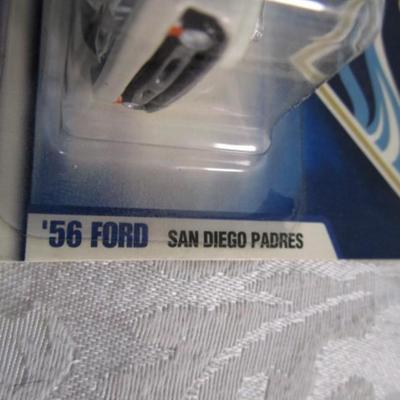 '56 FORD SAN DIEGO PADRES